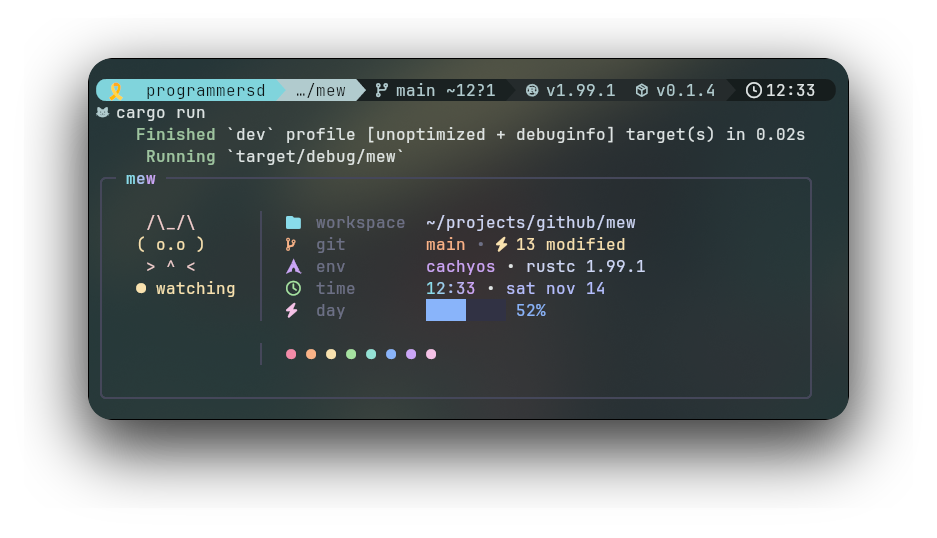 programmersd …/mew main ~12?1 v1.99.1 v0.1.4 12:33
cargo run
Finished `dev` profile [unoptimized + debuginfo] target(s) in 0.02s
Running `target/debug/mew`
mew
/\_/\ workspace ~/projects/github/mew
( o.o ) git main • 13 modified
> ^ < env cachyos • rustc 1.99.1
● watching time 12:33 • sat nov 14
day 52%